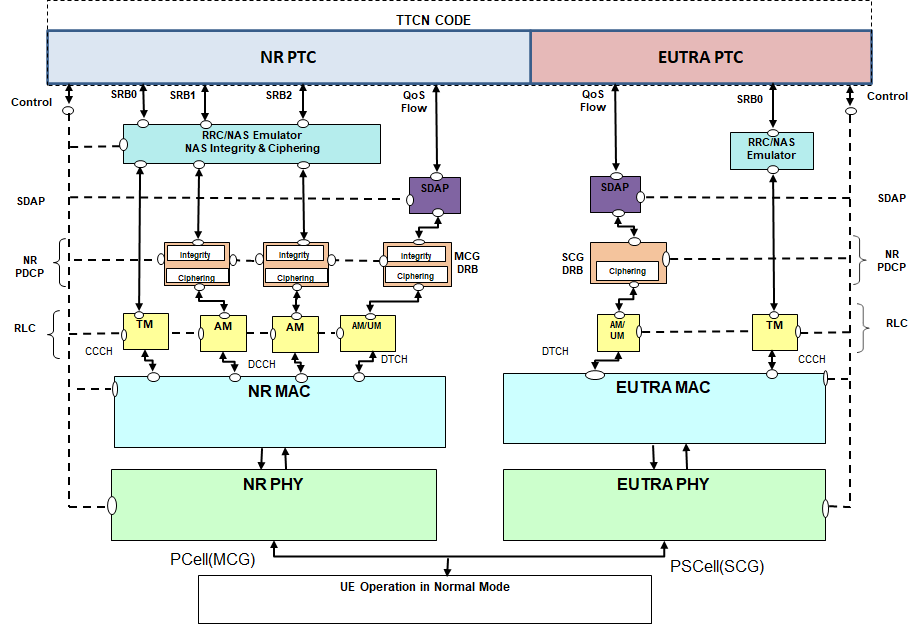 TTCN CODE
NR PTC
EUTRA PTC
Control
SRB0
SRB1
SRB2
QoS
Flow
QoS
Flow
SRB0
Control
RRC/NAS Emulator
NAS Integrity & Ciphering
RRC/NAS
Emulator
SDAP
SDAP
SDAP
SDAP
NR
PDCP
Integrity
Ciphering
Integrity
Ciphering
Integrity
Ciphering
MCG
DRB
SCG
DRB
Ciphering
NR
PDCP
RLC
TM
AM
AM
AM/UM
AM/
UM
TM
RLC
CCCH
DCCH
DTCH
DTCH
CCCH
NR MAC
EUTRA MAC
NR PHY
EUTRA PHY
PCell(MCG)
PSCell(SCG)
UE Operation in Normal Mode